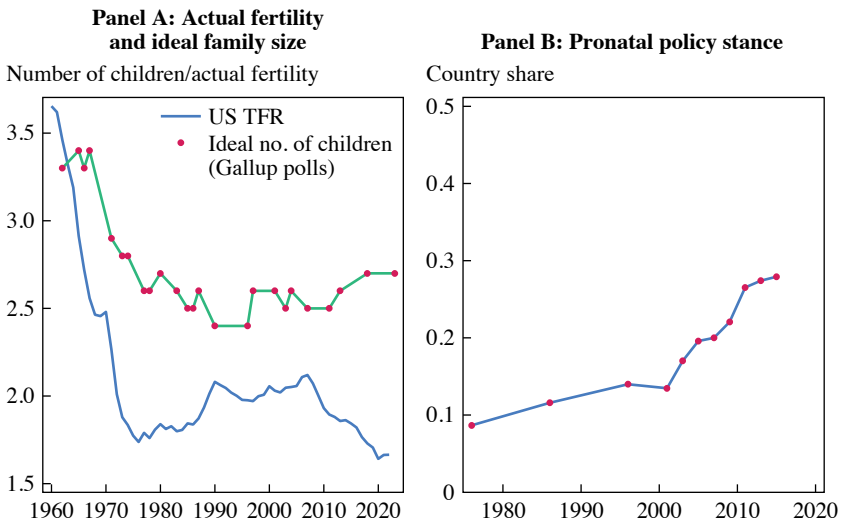 Panel A: Actual fertility
and ideal family size
Number of children/actual fertility
US TFR
Ideal no. of children
(Gallup polls)
3.5
3.0
2.5
2.0
1.5
1960 1970 1980 1990 2000 2010 2020
Panel B: Pronatal policy stance
Country share
0.5
0.4
0.3
0.2
0.1
0
1980 1990 2000 2010 2020